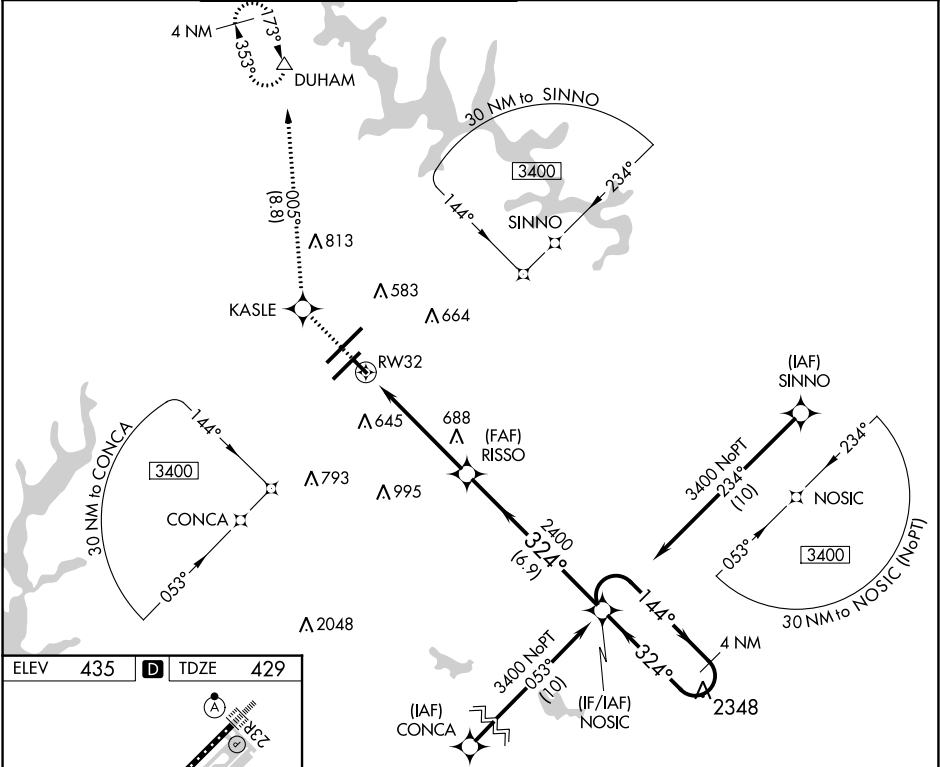 4 NM
173°
353°
DUHAM
30 NM to SINNO
3400
234°
144°
SINNO
005°
(8.8)
813
583
KASLE
664
RW32
(IAF)
SINNO
645
688
(FAF)
RISSO
144°
3400
30 NM to CONCA
793
995
CONCA
053°
3400 NoPT
234°
(10)
234°
NOSIC
053°
3400
30 NM to NOSIC (NoPT)
2400
324°
(6.9)
144°
4 NM
324°
2048
3400 NoPT
053°
(10)
(IF/IAF)
NOSIC
2348
(IAF)
CONCA
ELEV 435 D TDZE 429
A
23R
P